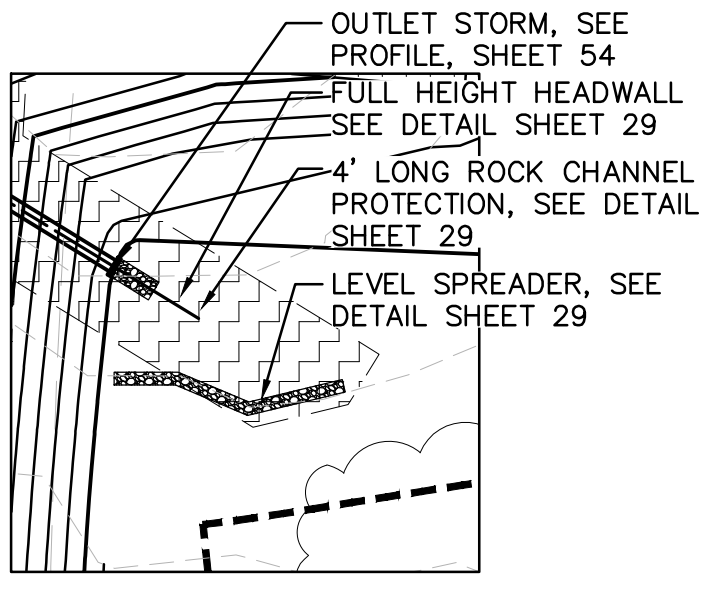 OUTLET STORM, SEE
PROFILE, SHEET 54
FULL HEIGHT HEADWALL
SEE DETAIL SHEET 29
4' LONG ROCK CHANNEL
PROTECTION, SEE DETAIL
SHEET 29
LEVEL SPREADER, SEE
DETAIL SHEET 29